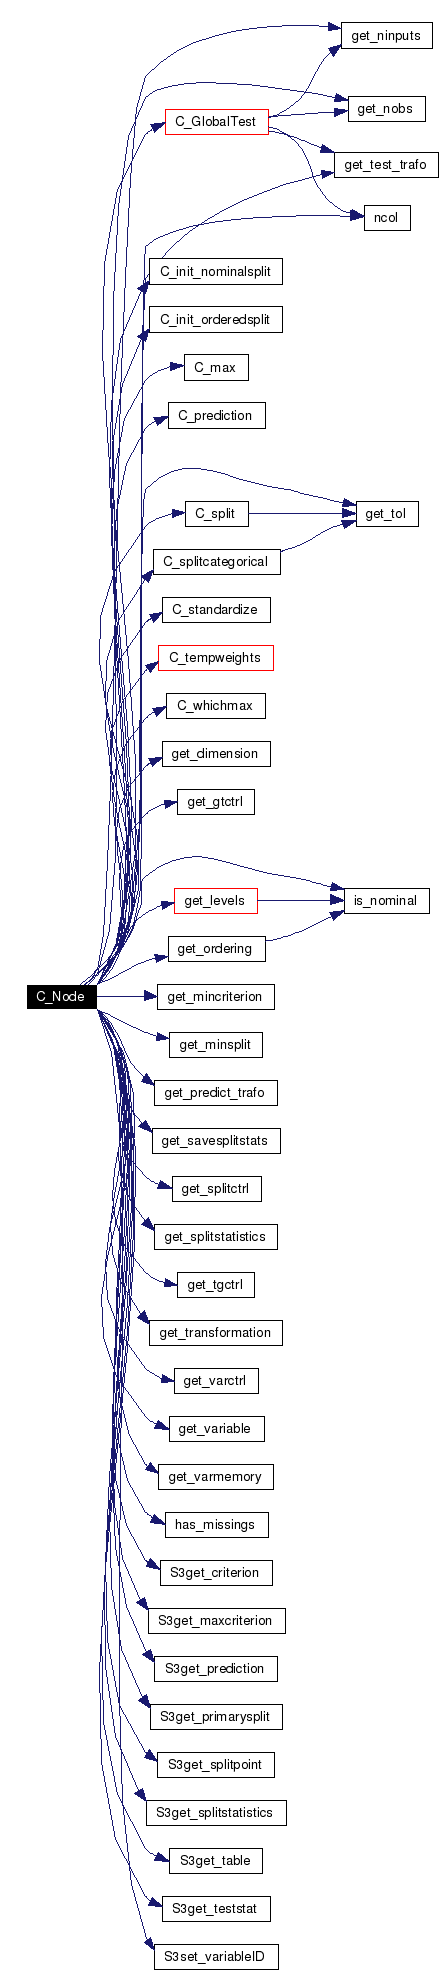 get_ninputs
get_nobs
C_GlobalTest
get_test_trafo
ncol
C_init_nominalsplit
C_init_orderedsplit
C_max
C_prediction
C_split
get_tol
C_splitcategorical
C_standardize
C_tempweights
C_whichmax
get_dimension
get_gtctrl
get_levels
is_nominal
get_ordering
C_Node
get_mincriterion
get_minsplit
get_predict_trafo
get_savesplitstats
get_splitctrl
get_splitstatistics
get_tgctrl
get_transformation
get_varctrl
get_variable
get_varmemory
has_missings
S3get_criterion
S3get_maxcriterion
S3get_prediction
S3get_primarysplit
S3get_splitpoint
S3get_splitstatistics
S3get_table
S3get_teststat
S3set_variableID